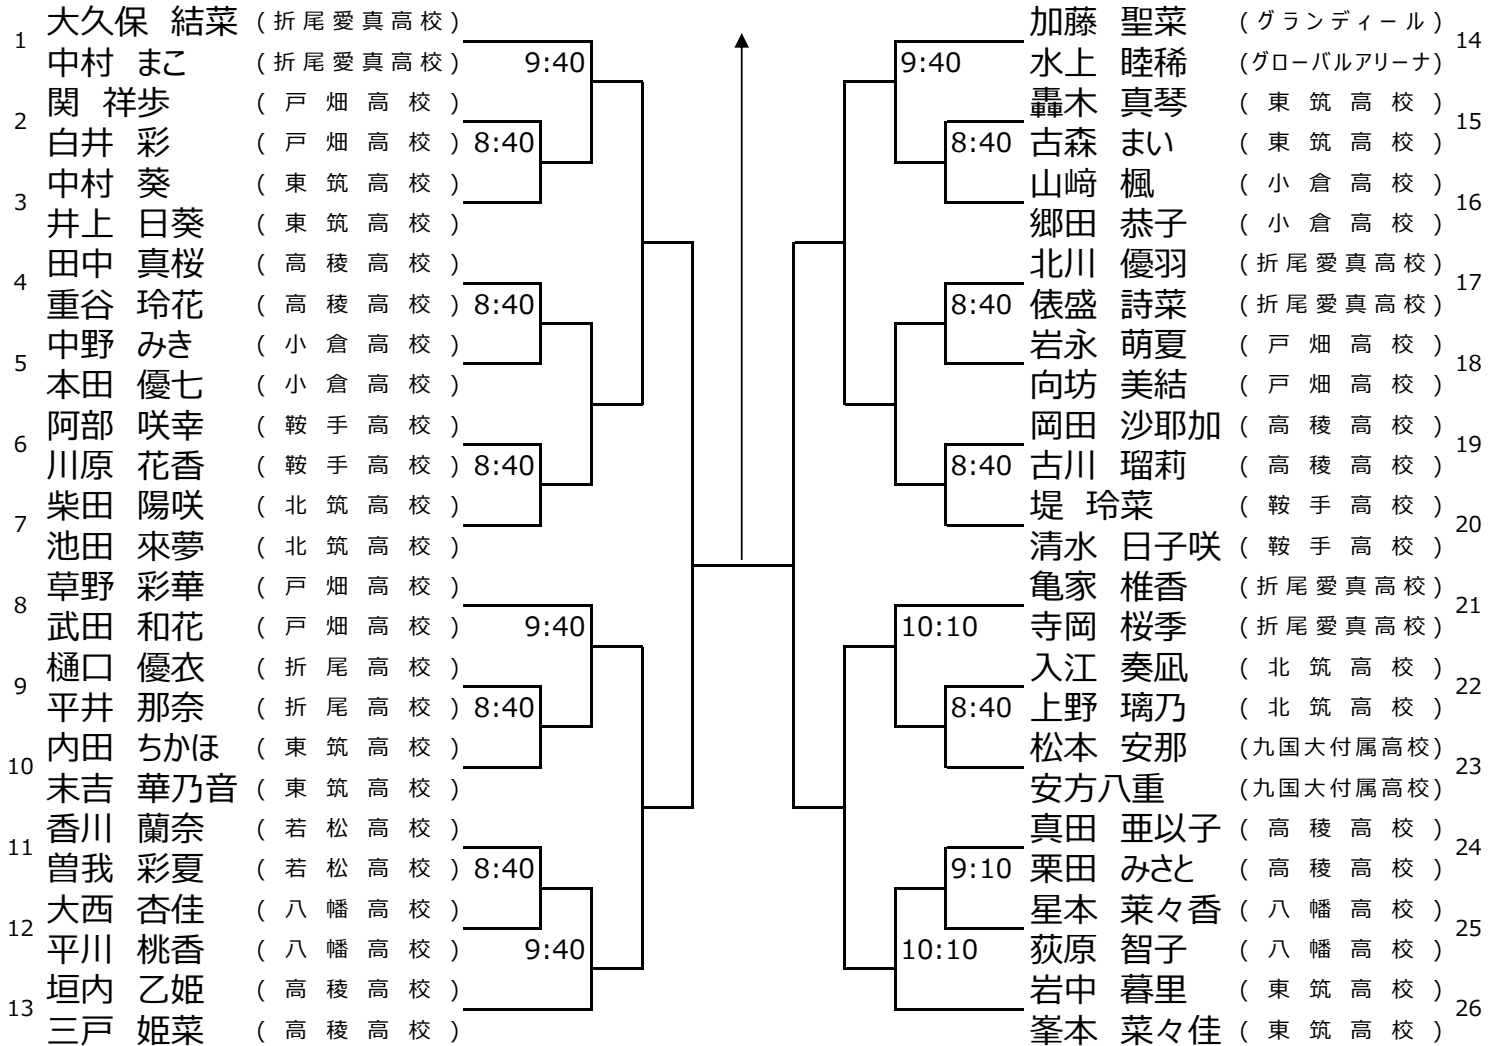 1
大久保 結菜 (折尾愛真高校)
中村 まこ (折尾愛真高校)
9:40
2
関 祥歩 (戸畑高校)
白井 彩 (戸畑高校)
8:40
3
中村 葵 (東筑高校)
井上 日葵 (東筑高校)
4
田中 真桜 (高稜高校)
重谷 玲花 (高稜高校)
8:40
5
中野 みき (小倉高校)
本田 優七 (小倉高校)
6
阿部 咲幸 (鞍手高校)
川原 花香 (鞍手高校)
8:40
7
柴田 陽咲 (北筑高校)
池田 來夢 (北筑高校)
8
草野 彩華 (戸畑高校)
武田 和花 (戸畑高校)
9:40
9
樋口 優衣 (折尾高校)
平井 那奈 (折尾高校)
8:40
10
内田 ちかほ (東筑高校)
末吉 華乃音 (東筑高校)
11
香川 蘭奈 (若松高校)
曽我 彩夏 (若松高校)
8:40
12
大西 杏佳 (八幡高校)
平川 桃香 (八幡高校)
9:40
13
垣内 乙姫 (高稜高校)
三戸 姫菜 (高稜高校)
加藤 聖菜 (グランディール)
14
9:40
水上 睦稀 (グローバルアリーナ)
轟木 真琴 (東筑高校)
15
8:40
古森 まい (東筑高校)
山﨑 楓 (小倉高校)
16
郷田 恭子 (小倉高校)
北川 優羽 (折尾愛真高校)
17
8:40
俵盛 詩菜 (折尾愛真高校)
岩永 萌夏 (戸畑高校)
18
向坊 美結 (戸畑高校)
岡田 沙耶加 (高稜高校)
19
8:40
古川 瑠莉 (高稜高校)
堤 玲菜 (鞍手高校)
20
清水 日子咲 (鞍手高校)
亀家 椎香 (折尾愛真高校)
21
10:10
寺岡 桜季 (折尾愛真高校)
入江 奏凪 (北筑高校)
22
8:40
上野 璃乃 (北筑高校)
松本 安那 (九国大付属高校)
23
安方八重 (九国大付属高校)
真田 亜以子 (高稜高校)
24
9:10
栗田 みさと (高稜高校)
星本 菜々香 (八幡高校)
25
10:10
荻原 智子 (八幡高校)
岩中 暮里 (東筑高校)
26
峯本 菜々佳 (東筑高校)